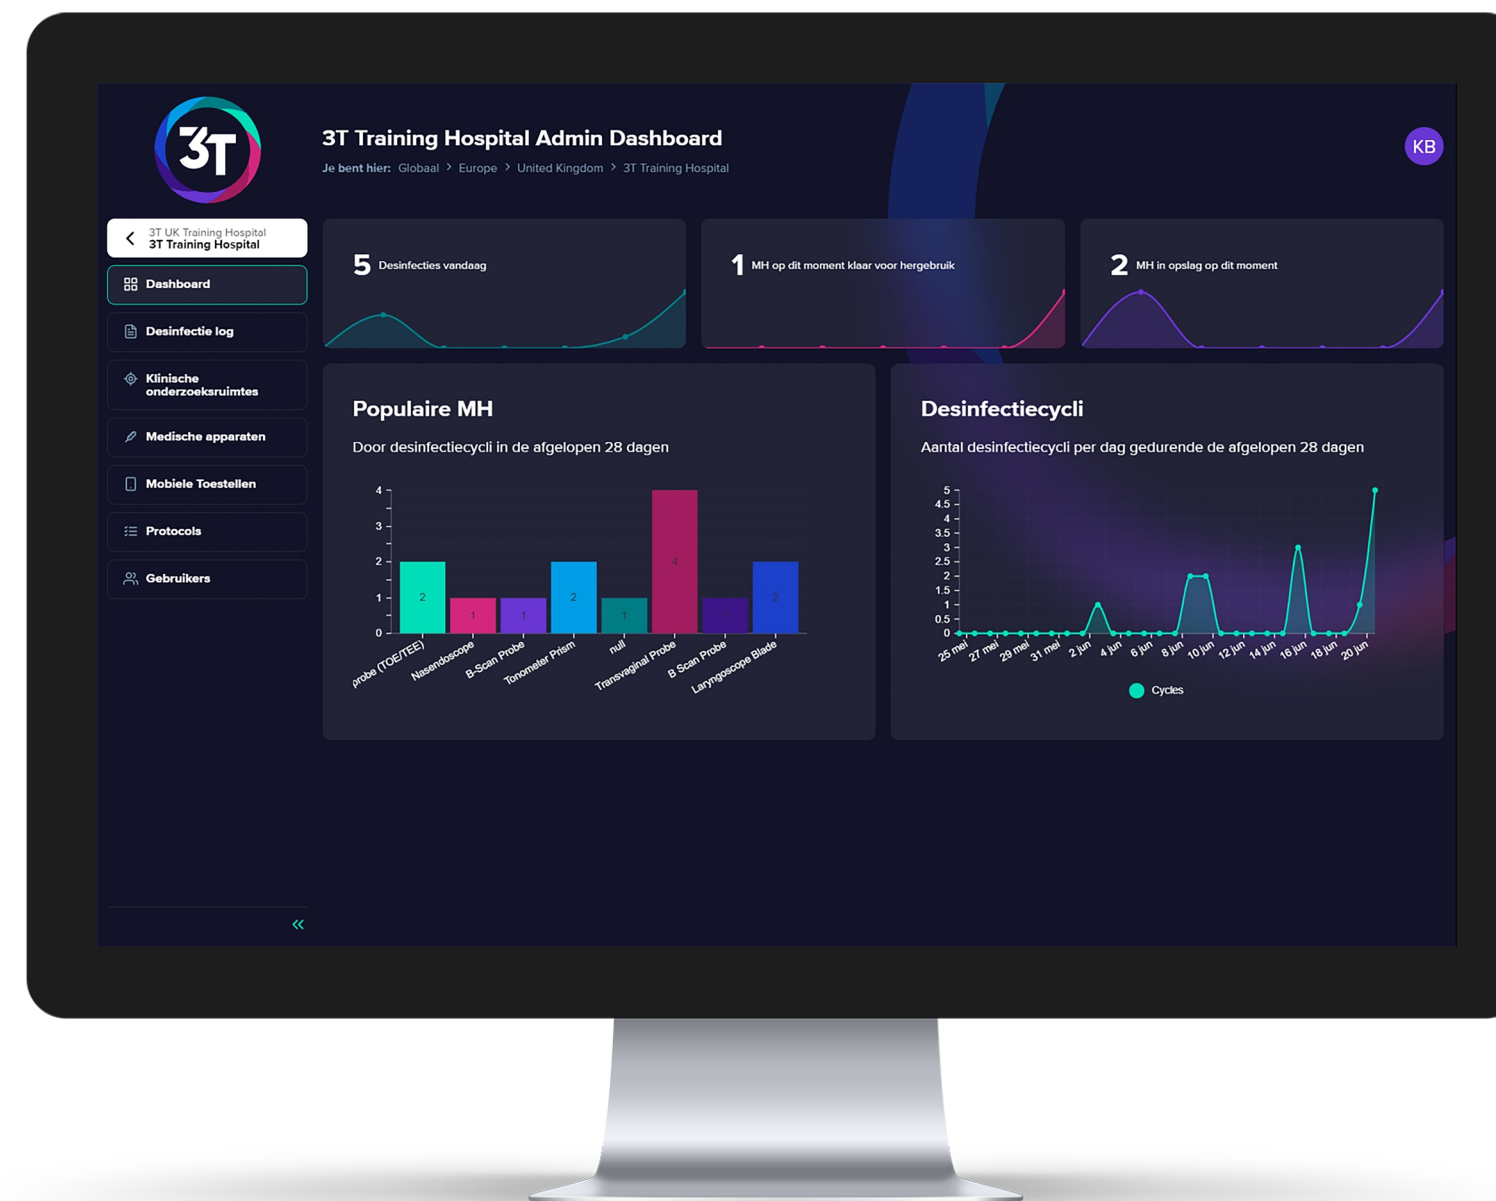 3T
3T Training Hospital Admin Dashboard
Je bent hier: Globaal > Europe > United Kingdom > 3T Training Hospital
KB
3T UK Training Hospital
3T Training Hospital
Dashboard
Desinfectie log
Klinische
onderzoeksruimtes
Medische apparaten
Mobiele Toestellen
Protocols
Gebruikers
5 Desinfecties vandaag
1 MH op dit moment klaar voor hergebruik
2 MH in opslag op dit moment
Populaire MH
Door desinfectiecycli in de afgelopen 28 dagen
4
3
2
1
0
2
1
1
2
1
4
2
probe (TOE/TEE)
Nasendoscope
B-Scan Probe
Tonometer Prism
null
Transvaginal Probe
B Scan Probe
Laryngoscope Blade
Desinfectiecycli
Aantal desinfectiecycli per dag gedurende de afgelopen 28 dagen
5
4.5
4
3.5
3
2.5
2
1.5
1
0.5
0
25 mei
27 mei
29 mei
31 mei
2 jun
4 jun
6 jun
8 jun
10 jun
12 jun
14 jun
16 jun
18 jun
20 jun
Cycles